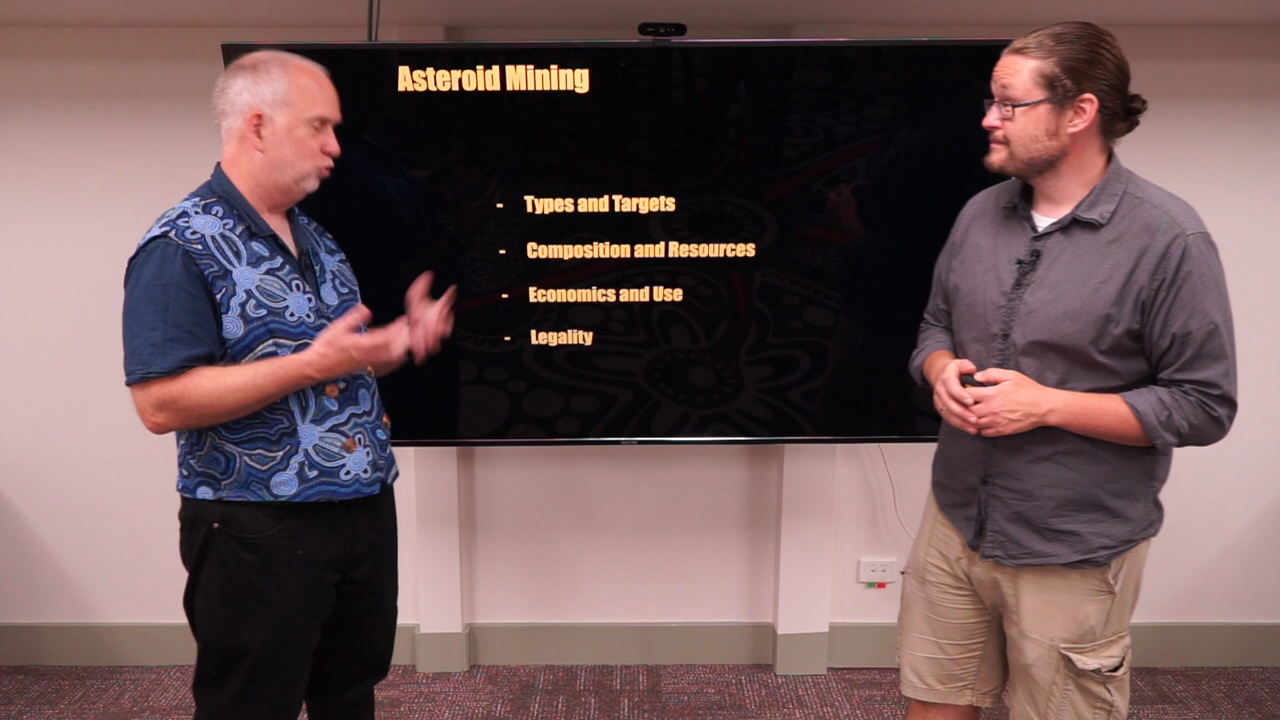 Asteroid Mining
- Types and Targets
- Composition and Resources
- Economics and Use
- Legality